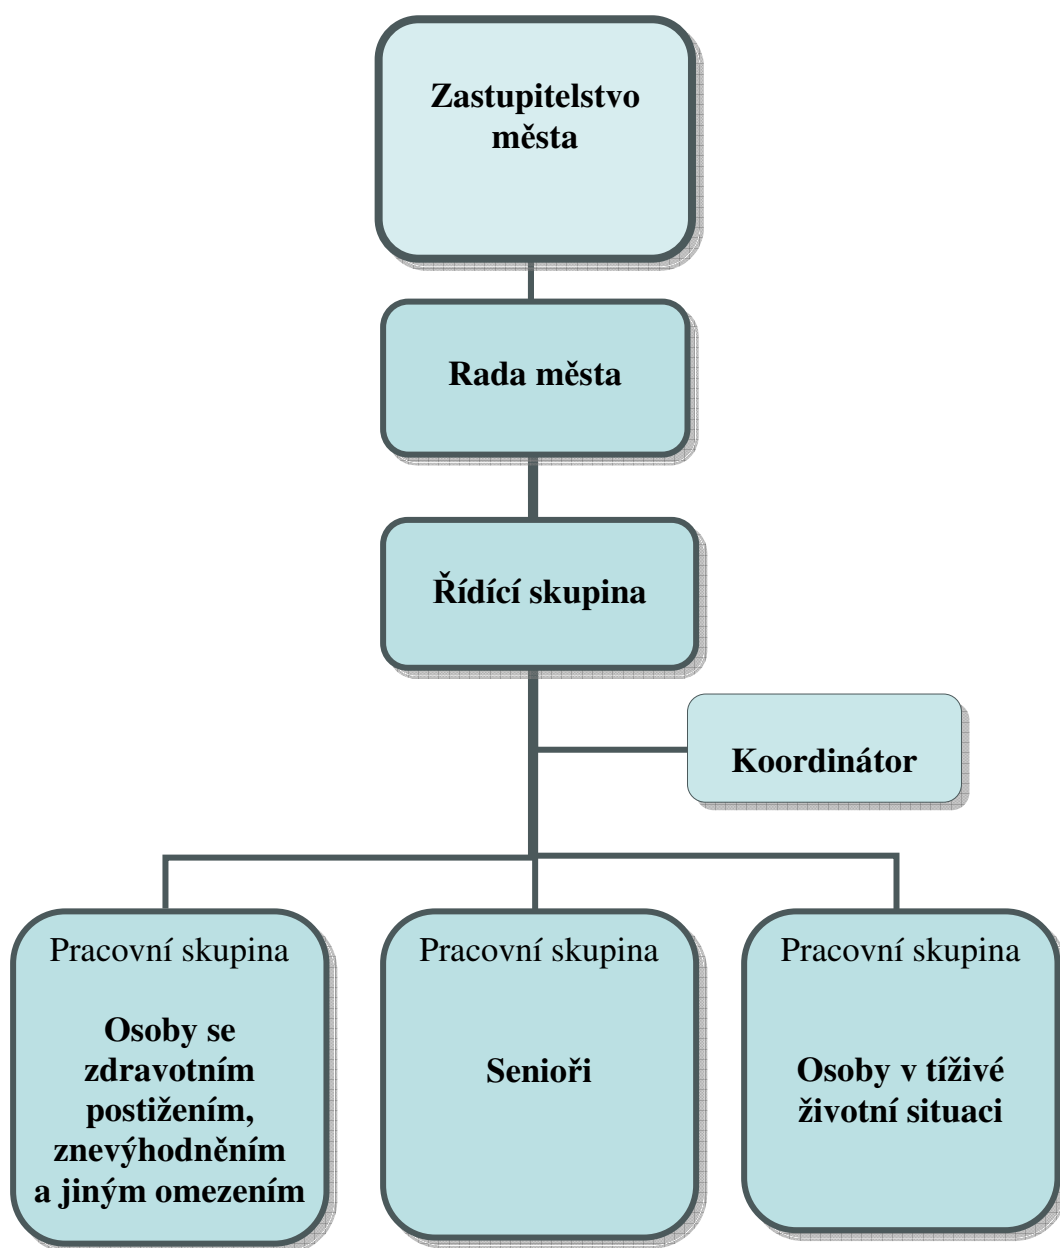 Zastupitelstvo
města
Rada města
Řídící skupina
Koordinátor
Pracovní skupina
Osoby se
zdravotním
postižením,
znevýhodněním
a jiným omezením
Pracovní skupina
Senioři
Pracovní skupina
Osoby v tíživé
životní situaci